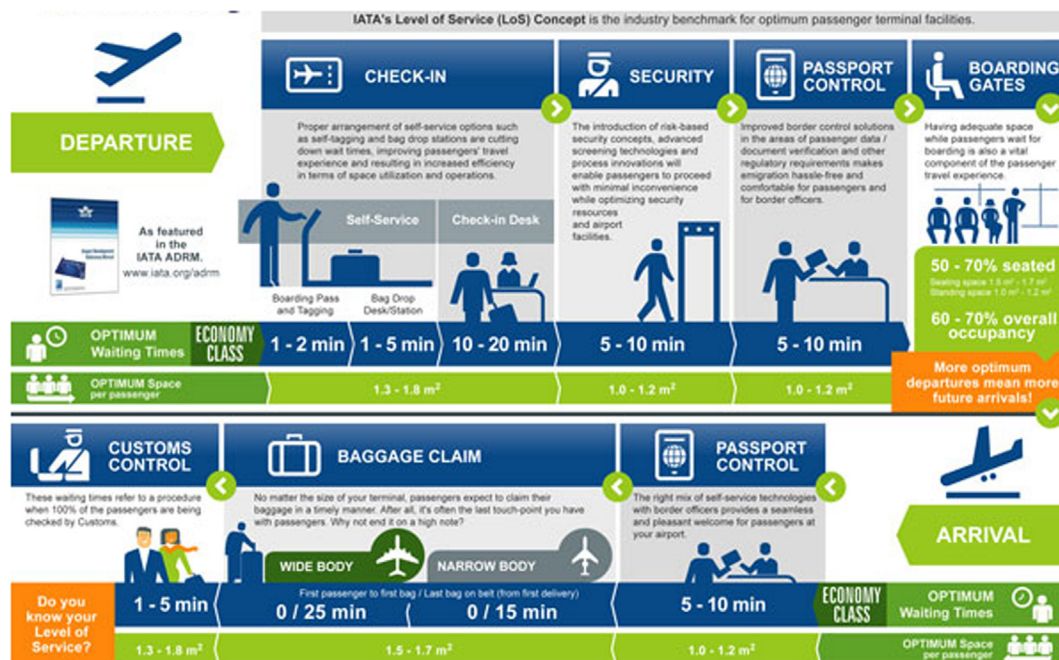 IATA's Level of Service (LoS) Concept is the industry benchmark for optimum passenger terminal facilities.
DEPARTURE
IATA
As featured
in the
IATA ADRM.
www.iata.org/adrm
CHECK-IN
Proper arrangement of self-service options such
as self-tagging and bag drop stations are cutting
down wait times, improving passengers' travel
experience and resulting in increased efficiency
in terms of space utilization and operations.
Self-Service
Check-in Desk
Boarding Pass
and Tagging
Bag Drop
Desk/Station
SECURITY
The introduction of risk-based
security concepts, advanced
screening technologies and
process innovations will
enable passengers to proceed
with minimal inconvenience
while optimizing security
resources
and airport
facilities.
PASSPORT
CONTROL
Improved border control solutions
in the areas of passenger data /
document verification and other
regulatory requirements makes
emigration hassle-free and
comfortable for passengers and
for border officers.
BOARDING
GATES
Having adequate space
while passengers wait for
boarding is also a vital
component of the passenger
travel experience.
50 - 70% seated
Seating space 1.5 m² - 1.7 m²
Standing space 1.0 m² - 1.2 m²
60 - 70% overall
occupancy
OPTIMUM
Waiting Times
ECONOMY
CLASS
1 - 2 min
1 - 5 min
10 - 20 min
5 - 10 min
5 - 10 min
OPTIMUM Space
per passenger
1.3 - 1.8 m²
1.0 - 1.2 m²
1.0 - 1.2 m²
More optimum
departures mean more
future arrivals!
CUSTOMS
CONTROL
These waiting times refer to a procedure
when 100% of the passengers are being
checked by Customs.
BAGGAGE CLAIM
No matter the size of your terminal, passengers expect to claim their
baggage in a timely manner. After all, it's often the last touch-point you have
with passengers. Why not end it on a high note?
WIDE BODY
NARROW BODY
PASSPORT
CONTROL
The right mix of self-service technologies
with border officers provides a seamless
and pleasant welcome for passengers at
your airport.
ARRIVAL
Do you
know your
Level of
Service?
1 - 5 min
First passenger to first bag / Last bag on belt (from first delivery)
0 / 25 min
0 / 15 min
5 - 10 min
ECONOMY
CLASS
OPTIMUM
Waiting Times
1.3 - 1.8 m²
1.5 - 1.7 m²
1.0 - 1.2 m²
OPTIMUM Space
per passenger